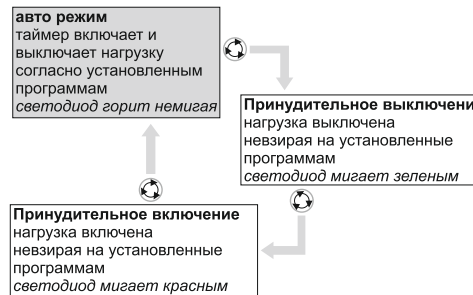 авто режим
таймер включает и
выключает нагрузку
согласно установленным
программам
светодиод горит немигая
Принудительное выключени
нагрузка выключена
невзирая на установленные
программам
светодиод мигает зеленым
Принудительное включение
нагрузка включена
невзирая на установленные
программам
светодиод мигает красным